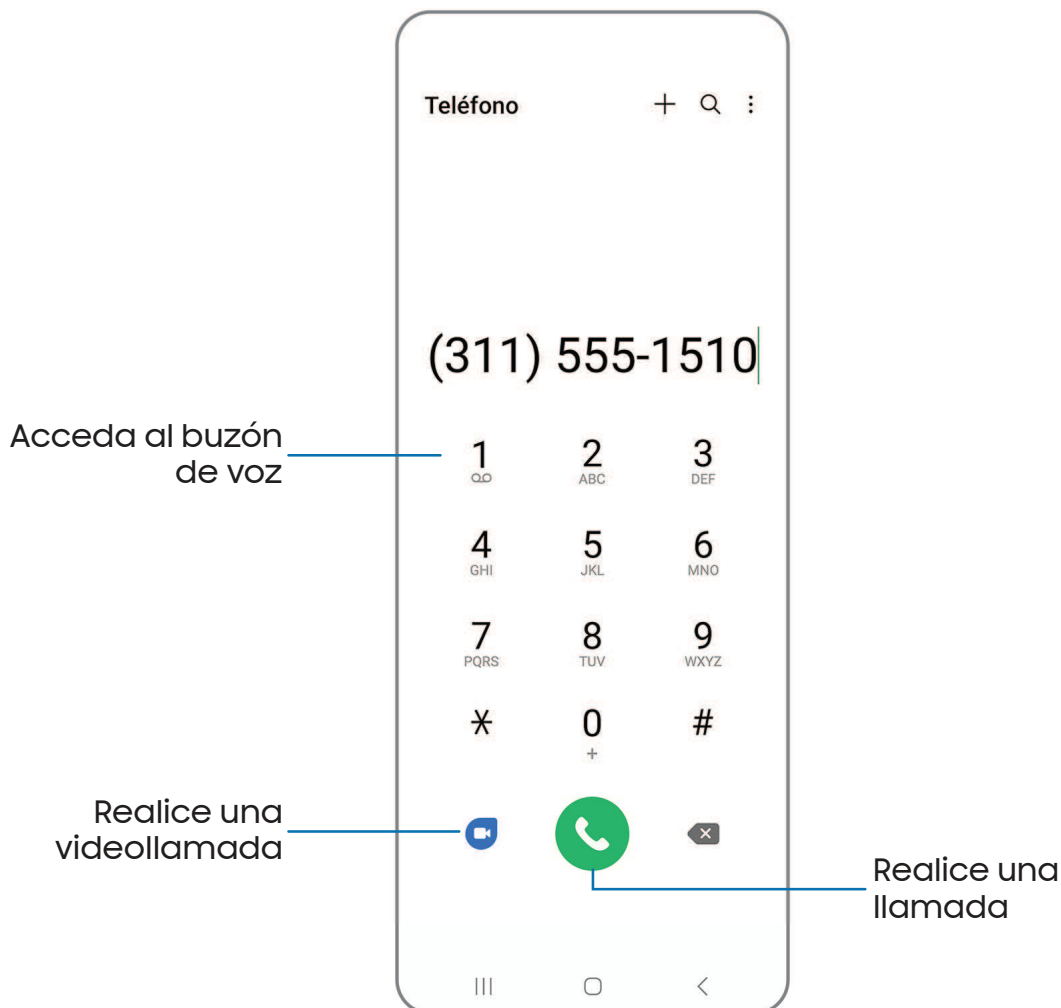 Teléfono
(311) 555-1510
Acceda al buzón
de voz
1 2 3
ABC DEF
4 5 6
GHI JKL MNO
7 8 9
PQRS TUV WXYZ
* 0 #
+
Realice una
videollamada
Realice una
llamada